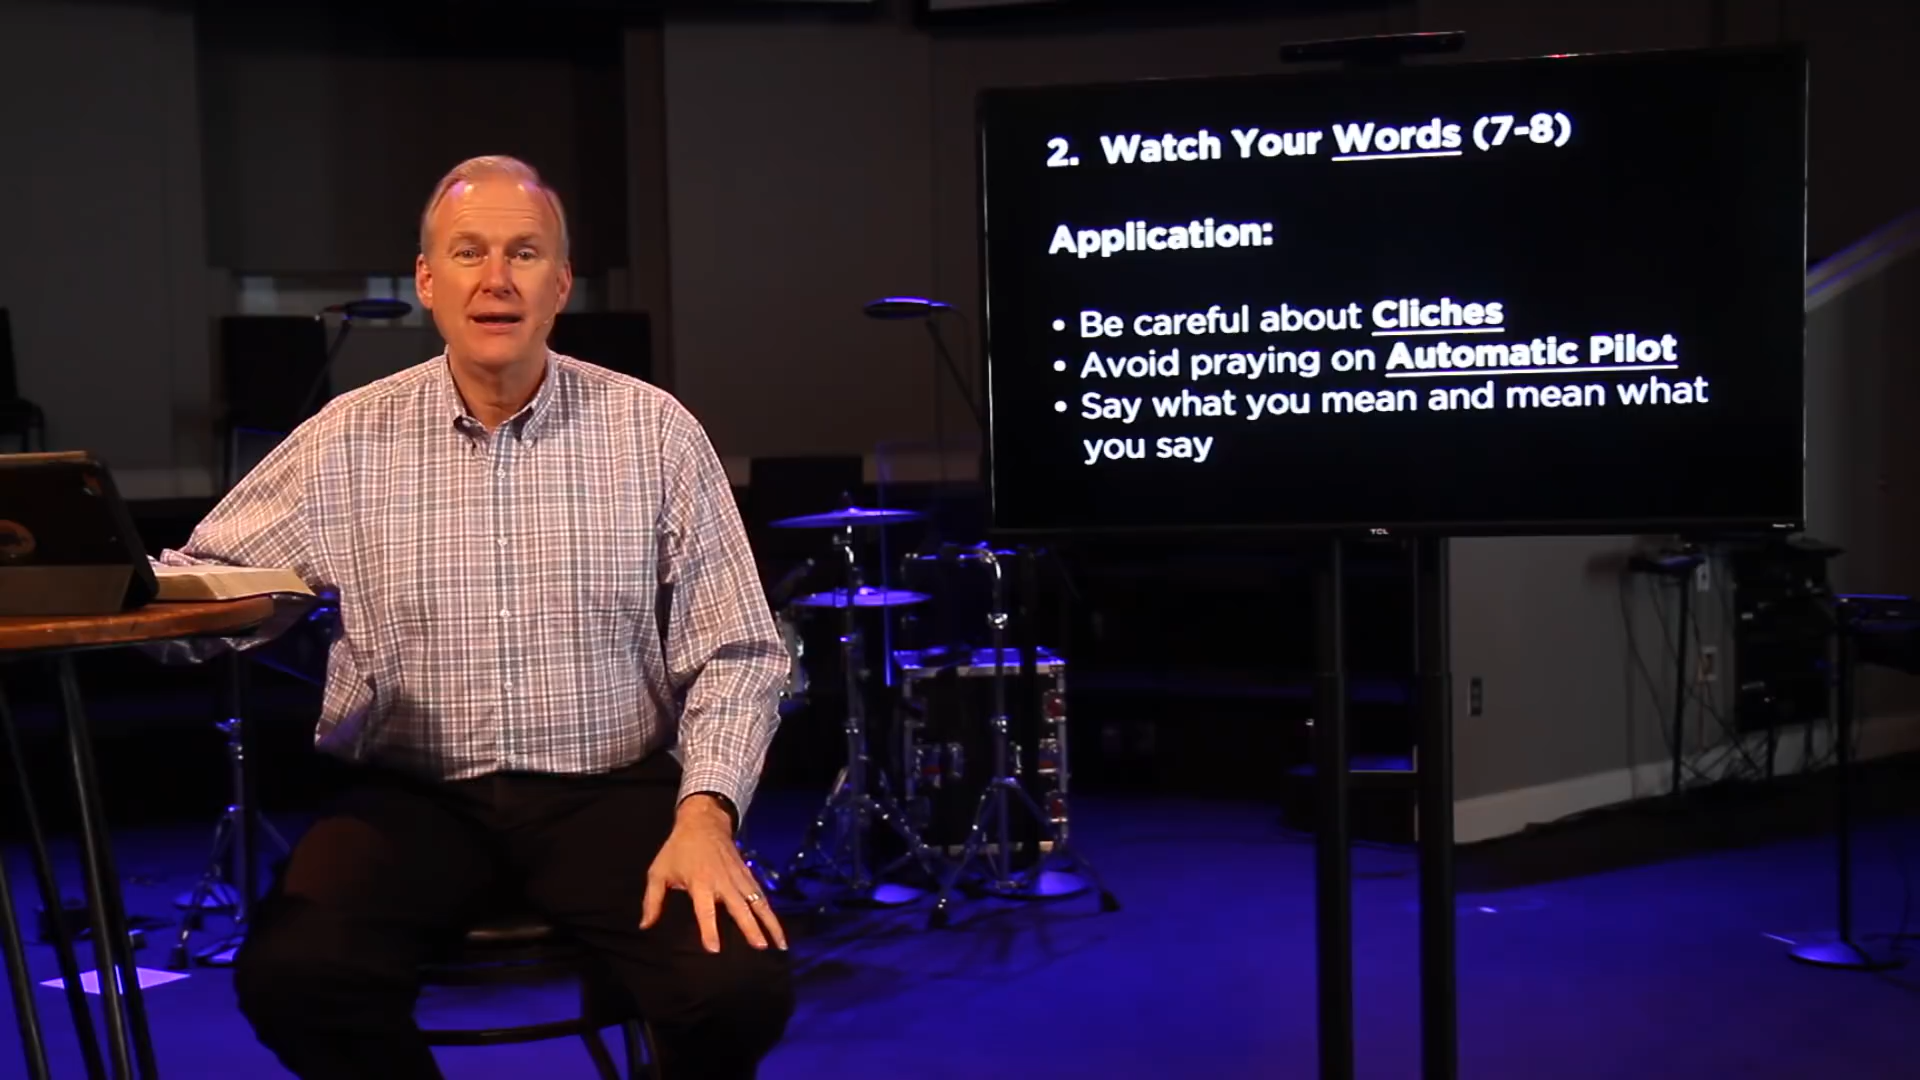 2. Watch Your Words (7-8)
Application:
• Be careful about Cliches
• Avoid praying on Automatic Pilot
• Say what you mean and mean what
you say
TCL